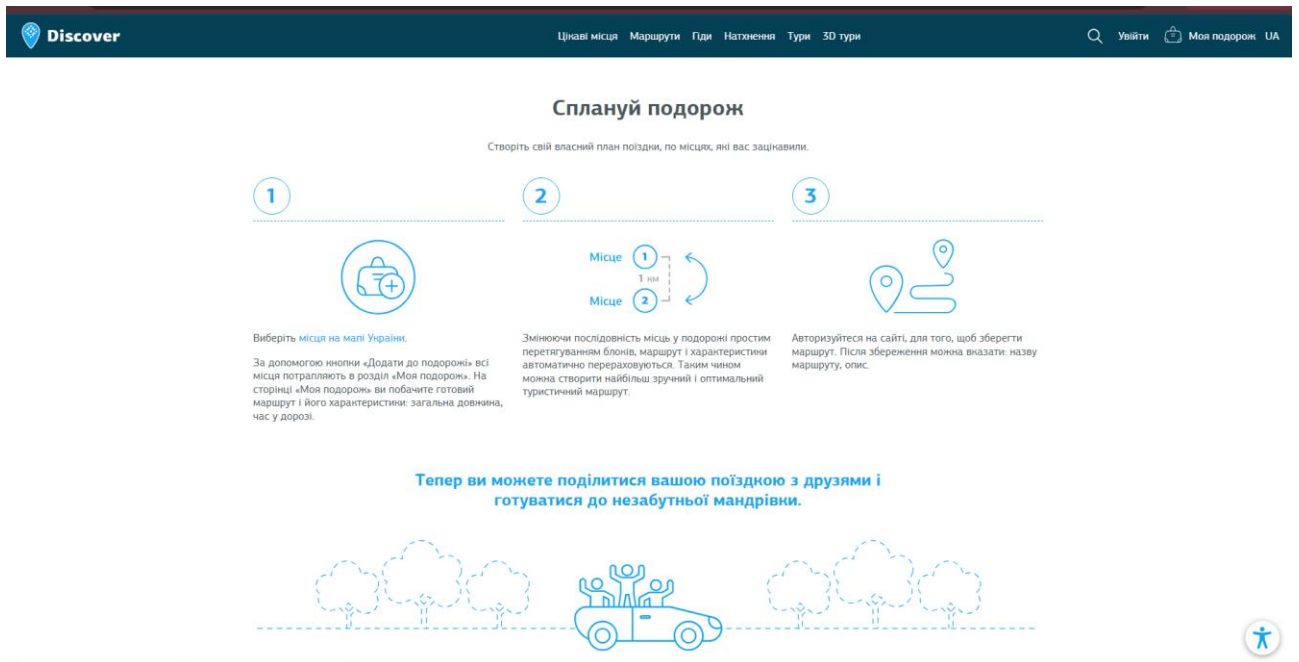 Discover
Цікаві місця Маршрути Гіди Натхнення Тури 3D тури
Увійти Моя подорож UA
Сплануй подорож
Створіть свій власний план поїздки, по місцях, які вас зацікавили.
1
Виберіть місця на мапі України.
За допомогою кнопки «Додати до подорожі» всі
місця потрапляють в розділ «Моя подорож». На
сторінці «Моя подорож» ви побачите готовий
маршрут і його характеристики: загальна довжина,
час у дорозі.
2
Місце 1
1 км
Місце 2
Змінюючи послідовність місць у подорожі простим
перетягуванням блоків, маршрут і характеристики
автоматично перераховуються. Таким чином
можна створити найбільш зручний і оптимальний
туристичний маршрут.
3
Авторизуйтеся на сайті, для того, щоб зберегти
маршрут. Після збереження можна вказати: назву
маршруту, опис.
Тепер ви можете поділитися вашою поїздкою з друзями і
готуватися до незабутньої мандрівки.